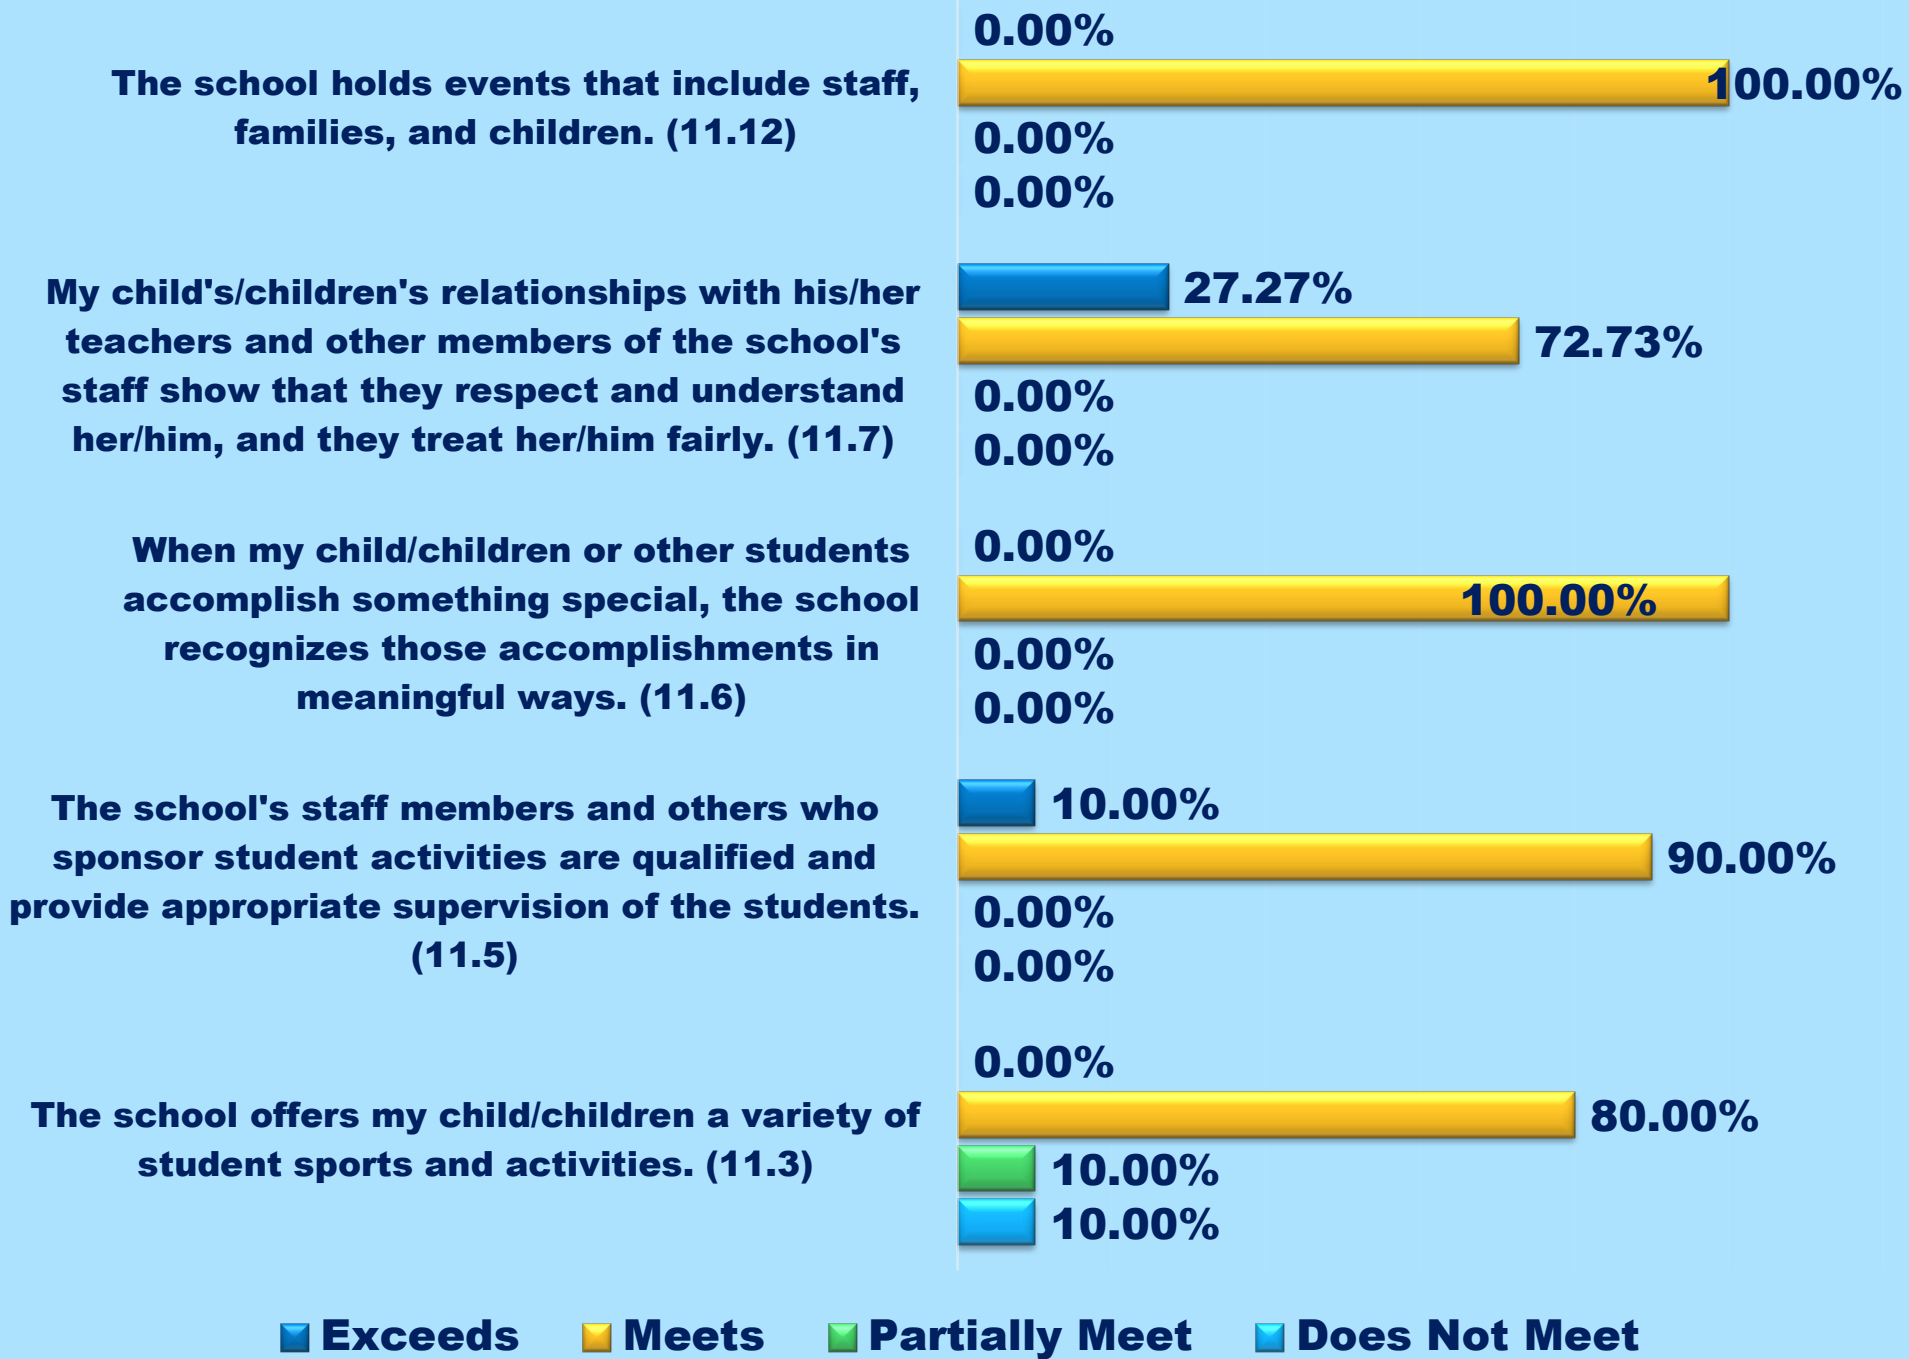 0.00%
The school holds events that include staff,
families, and children. (11.12)
100.00%
0.00%
0.00%
My child's/children's relationships with his/her
teachers and other members of the school's
staff show that they respect and understand
her/him, and they treat her/him fairly. (11.7)
27.27%
72.73%
0.00%
0.00%
When my child/children or other students
accomplish something special, the school
recognizes those accomplishments in
meaningful ways. (11.6)
0.00%
100.00%
0.00%
0.00%
The school's staff members and others who
sponsor student activities are qualified and
provide appropriate supervision of the students.
(11.5)
10.00%
90.00%
0.00%
0.00%
The school offers my child/children a variety of
student sports and activities. (11.3)
0.00%
80.00%
10.00%
10.00%
Exceeds Meets Partially Meet Does Not Meet